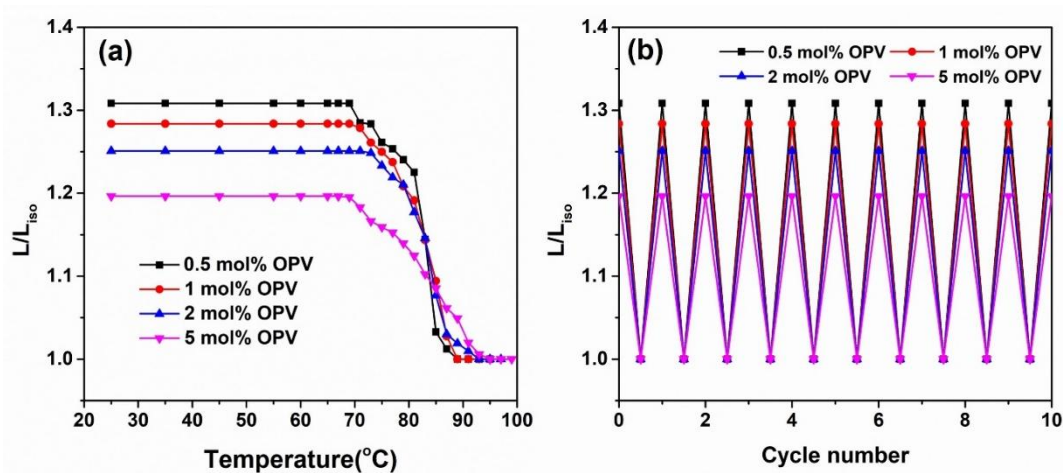 (a)
1.4
1.3
1.2
1.1
1.0
L/Liso
0.5 mol% OPV
1 mol% OPV
2 mol% OPV
5 mol% OPV
20 30 40 50 60 70 80 90 100
Temperature(°C)
(b)
0.5 mol% OPV 1 mol% OPV
2 mol% OPV 5 mol% OPV
1.4
1.3
1.2
1.1
1.0
L/Liso
0 2 4 6 8 10
Cycle number